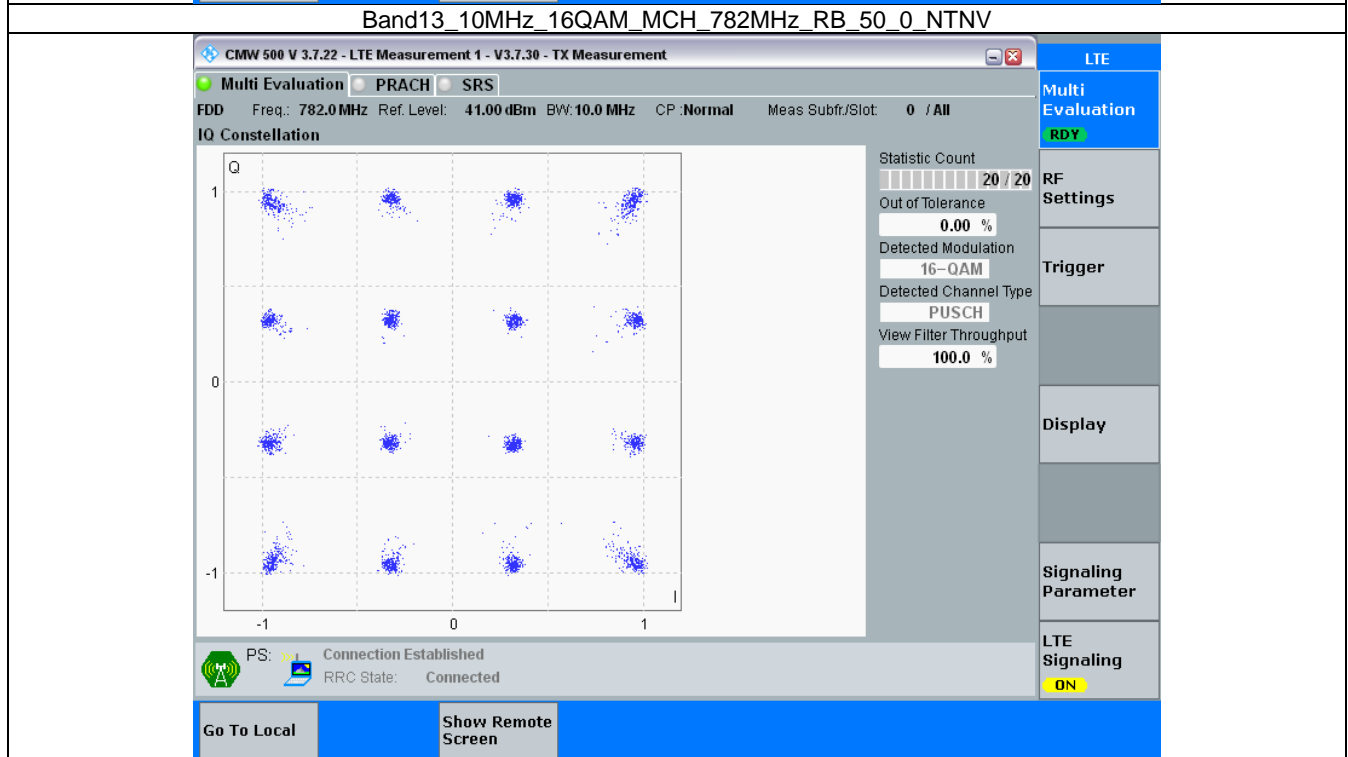 Band13_10MHz_16QAM_MCH_782MHz_RB_50_0_NTNV
CMW 500 V 3.7.22 - LTE Measurement 1 - V3.7.30 - TX Measurement
LTE
Multi Evaluation PRACH SRS
FDD Freq.: 782.0 MHz Ref. Level: 41.00 dBm BW: 10.0 MHz CP :Normal Meas Subfr./Slot: 0 / All
IQ Constellation
Multi
Evaluation
RDY
Q
1
0
-1
I
-1 0 1
Statistic Count
20 / 20
Out of Tolerance
0.00 %
Detected Modulation
16-QAM
Detected Channel Type
PUSCH
View Filter Throughput
100.0 %
RF
Settings
Trigger
Display
Signaling
Parameter
LTE
Signaling
ON
PS: Connection Established
RRC State: Connected
Go To Local
Show Remote
Screen